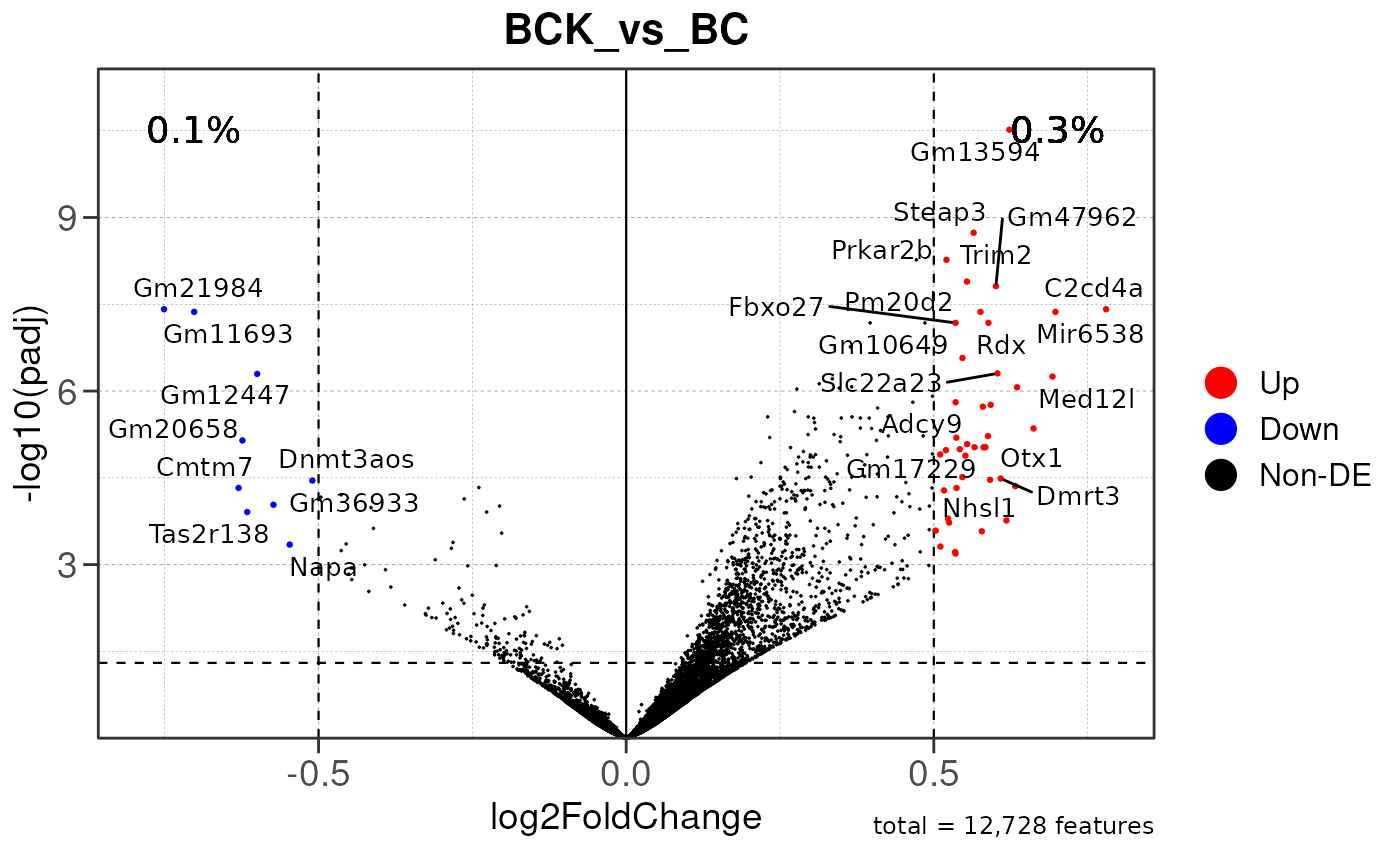 BCK_vs_BC
0.1%
0.3%
Gm13594
Steap3
Gm47962
Prkar2b
Trim2
Gm21984
C2cd4a
Fbxo27
Pm20d2
Gm11693
Mir6538
Gm10649
Rdx
Slc22a23
Gm12447
Med12l
Gm20658
Adcy9
Cmtm7
Dnmt3aos
Gm17229
Otx1
Gm36933
Dmrt3
Nhsl1
Tas2r138
Napa
9
6
3
-log10(padj)
-0.5
0.0
0.5
log2FoldChange
total = 12,728 features
Up
Down
Non-DE